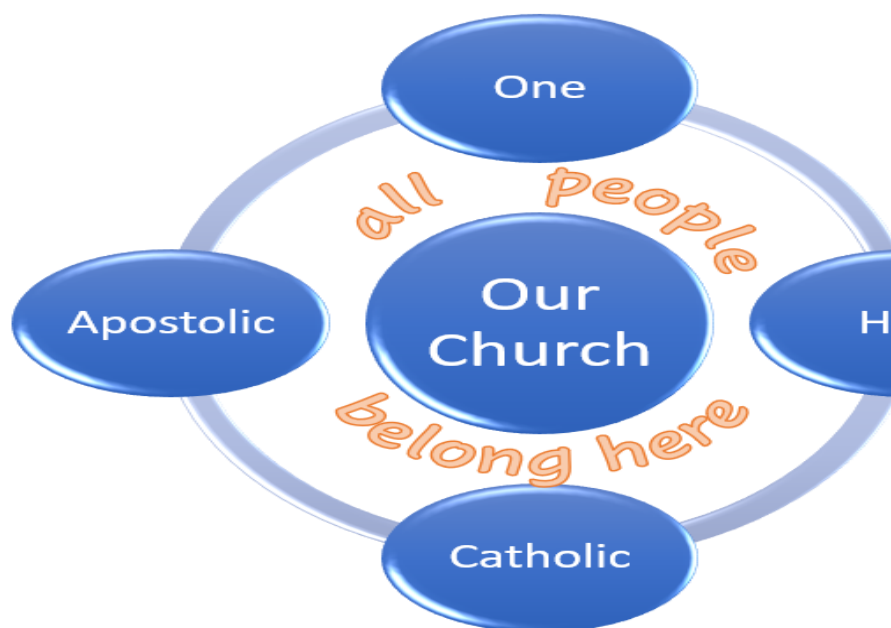 One
all people
Apostolic
Our
Church
belong here
Catholic